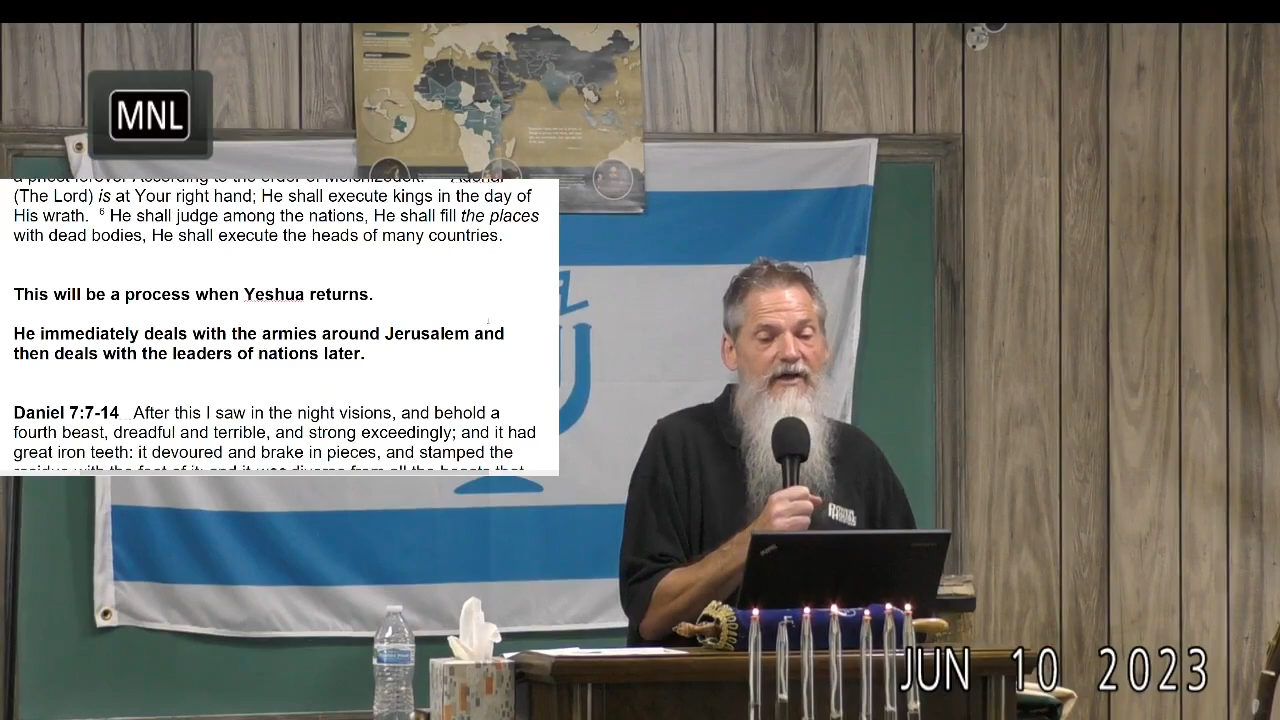 MNL
(The Lord) is at Your right hand; He shall execute kings in the day of
His wrath. 6 He shall judge among the nations, He shall fill the places
with dead bodies, He shall execute the heads of many countries.
This will be a process when Yeshua returns.
He immediately deals with the armies around Jerusalem and
then deals with the leaders of nations later.
Daniel 7:7-14 After this I saw in the night visions, and behold a
fourth beast, dreadful and terrible, and strong exceedingly; and it had
great iron teeth: it devoured and brake in pieces, and stamped the
JUN 10 2023